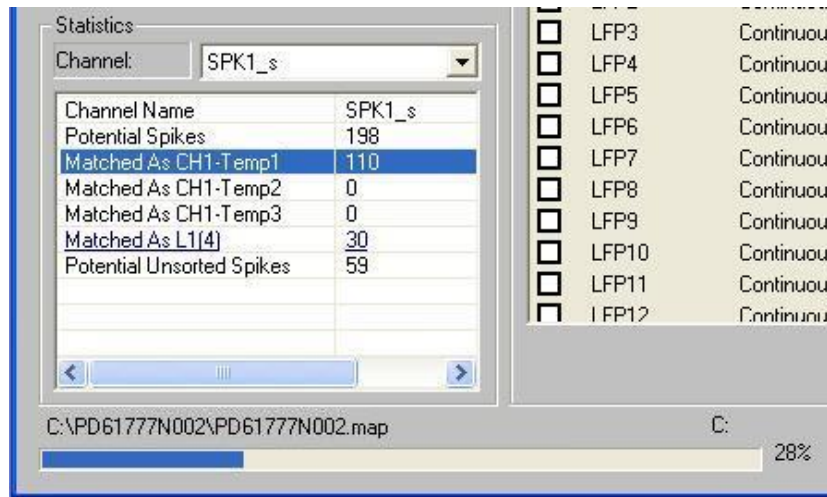 Statistics
Channel: SPK1_s
Channel Name SPK1_s
Potential Spikes 198
Matched As CH1-Temp1 110
Matched As CH1-Temp2 0
Matched As CH1-Temp3 0
Matched As L1(4) 30
Potential Unsorted Spikes 59
LFP3 Continuou
LFP4 Continuou
LFP5 Continuou
LFP6 Continuou
LFP7 Continuou
LFP8 Continuou
LFP9 Continuou
LFP10 Continuou
LFP11 Continuou
LFP12 Continuou
C:\PD61777N002\PD61777N002.map C:
28%